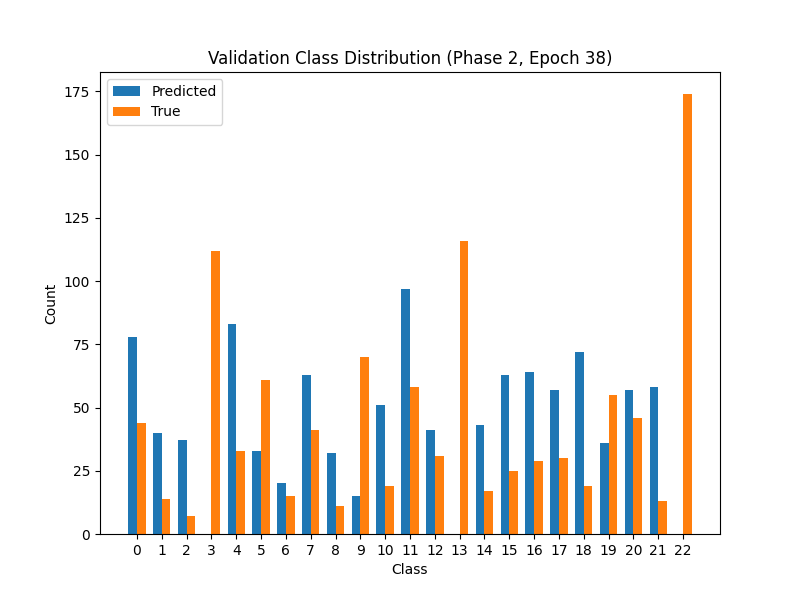 Validation Class Distribution (Phase 2, Epoch 38)
Predicted
True
175
150
125
100
75
50
25
0
Count
0 1 2 3 4 5 6 7 8 9 10 11 12 13 14 15 16 17 18 19 20 21 22
Class